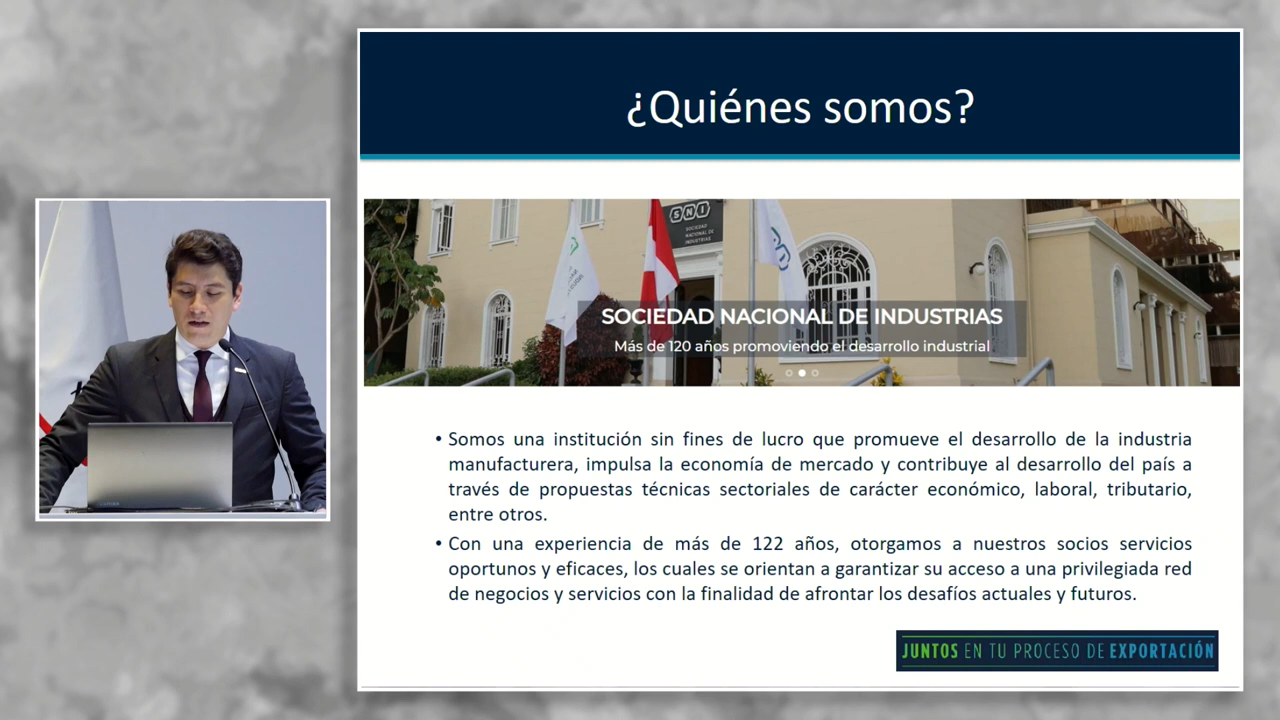 ¿Quiénes somos?
SNI
SOCIEDAD
NACIONAL DE
INDUSTRIAS
SOCIEDAD NACIONAL DE INDUSTRIAS
Más de 120 años promoviendo el desarrollo industrial
• Somos una institución sin fines de lucro que promueve el desarrollo de la industria
manufacturera, impulsa la economía de mercado y contribuye al desarrollo del país a
través de propuestas técnicas sectoriales de carácter económico, laboral, tributario,
entre otros.
• Con una experiencia de más de 122 años, otorgamos a nuestros socios servicios
oportunos y eficaces, los cuales se orientan a garantizar su acceso a una privilegiada red
de negocios y servicios con la finalidad de afrontar los desafíos actuales y futuros.
JUNTOS EN TU PROCESO DE EXPORTACIÓN